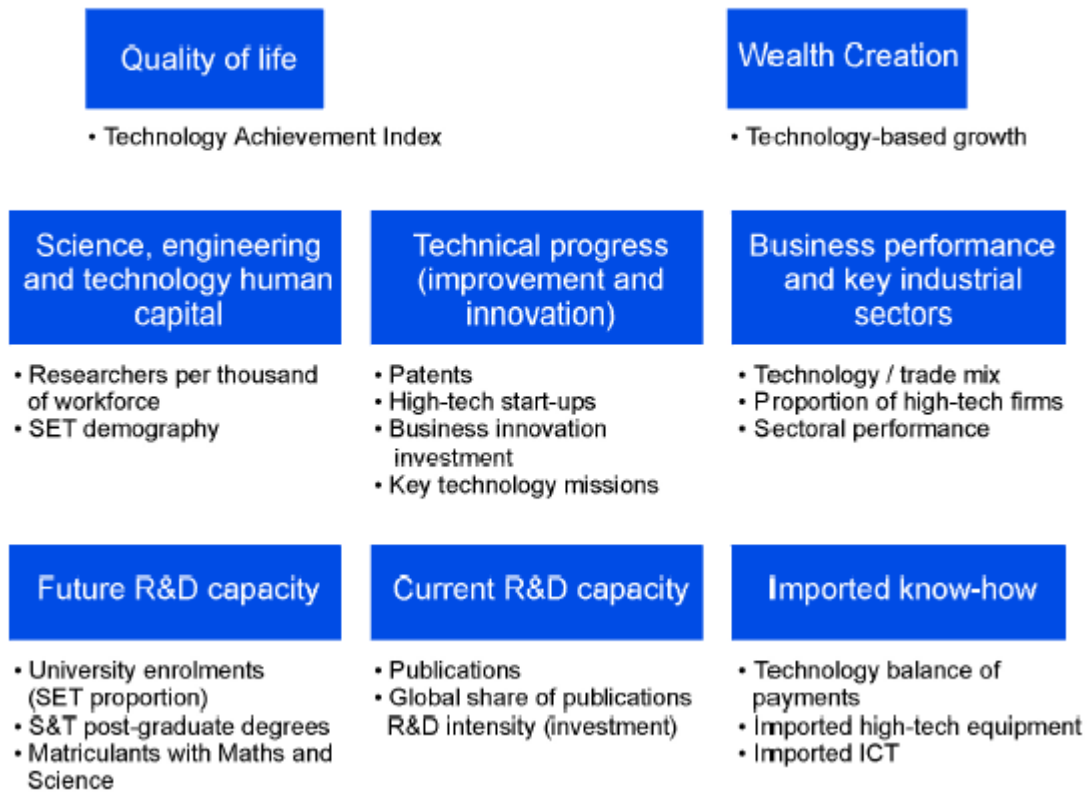 Quality of life
Wealth Creation
• Technology Achievement Index
• Technology-based growth
Science, engineering
and technology human
capital
Technical progress
(improvement and
innovation)
Business performance
and key industrial
sectors
• Researchers per thousand
of workforce
• SET demography
• Patents
• High-tech start-ups
• Business innovation
investment
• Key technology missions
• Technology / trade mix
• Proportion of high-tech firms
• Sectoral performance
Future R&D capacity
Current R&D capacity
Imported know-how
• University enrolments
(SET proportion)
• S&T post-graduate degrees
• Matriculants with Maths and
Science
• Publications
• Global share of publications
R&D intensity (investment)
• Technology balance of
payments
• Imported high-tech equipment
• Imported ICT